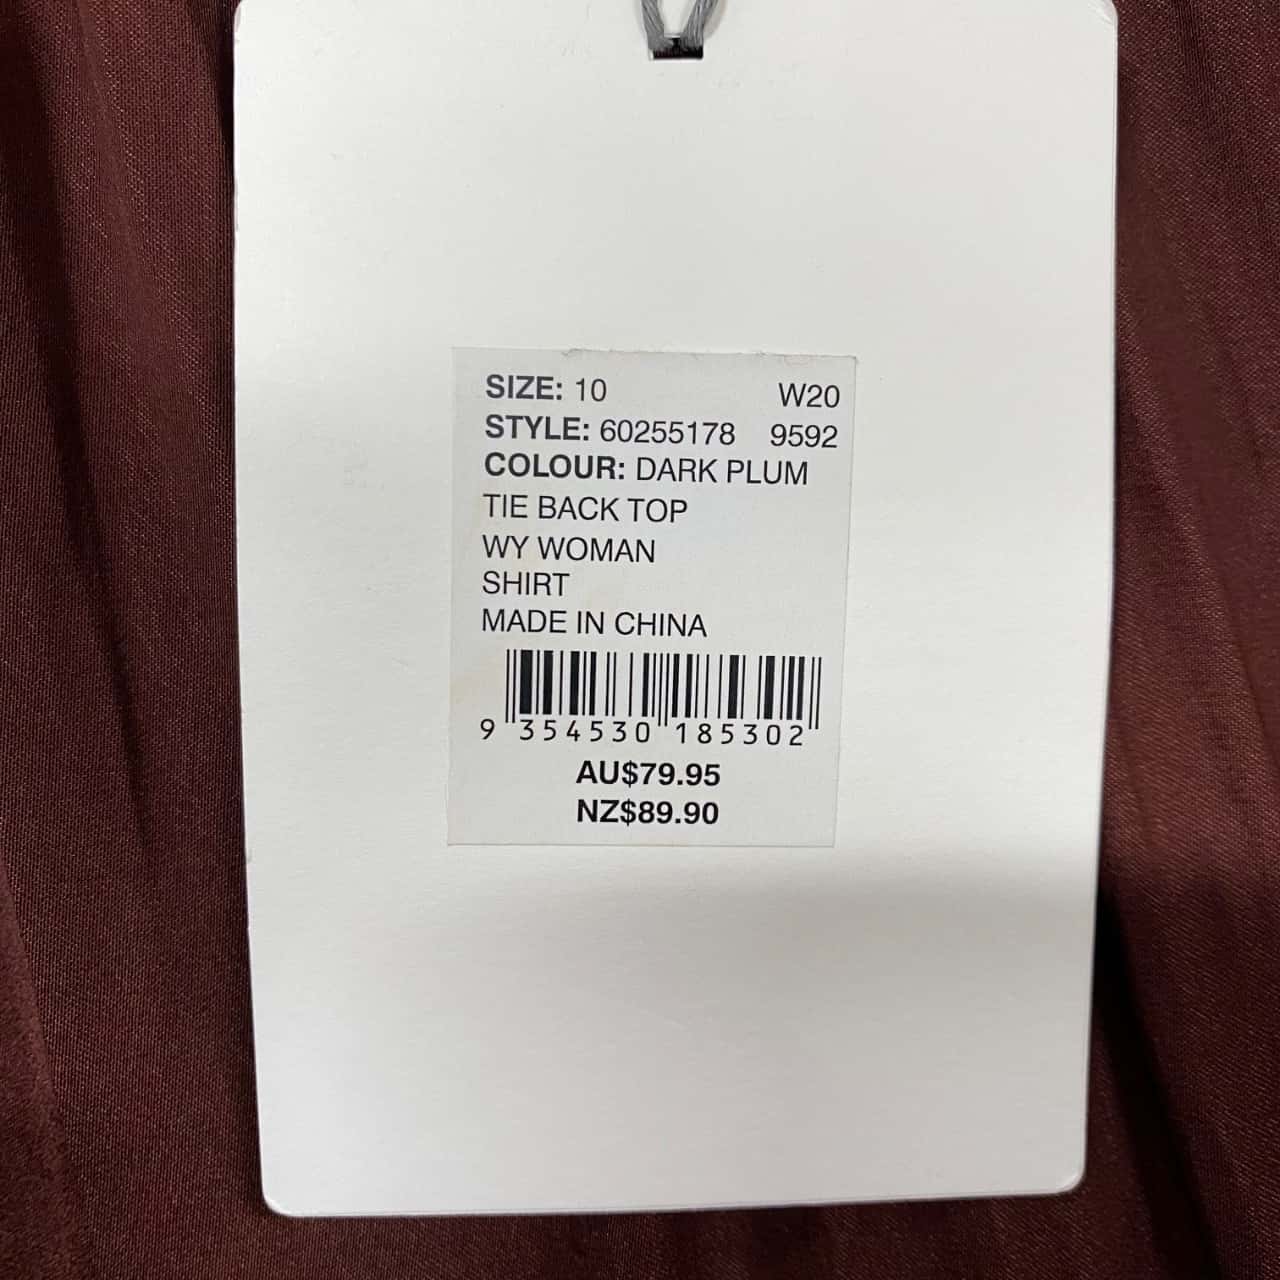 SIZE: 10 W20
STYLE: 60255178 9592
COLOUR: DARK PLUM
TIE BACK TOP
WY WOMAN
SHIRT
MADE IN CHINA
9 354530 185302
AU$79.95
NZ$89.90